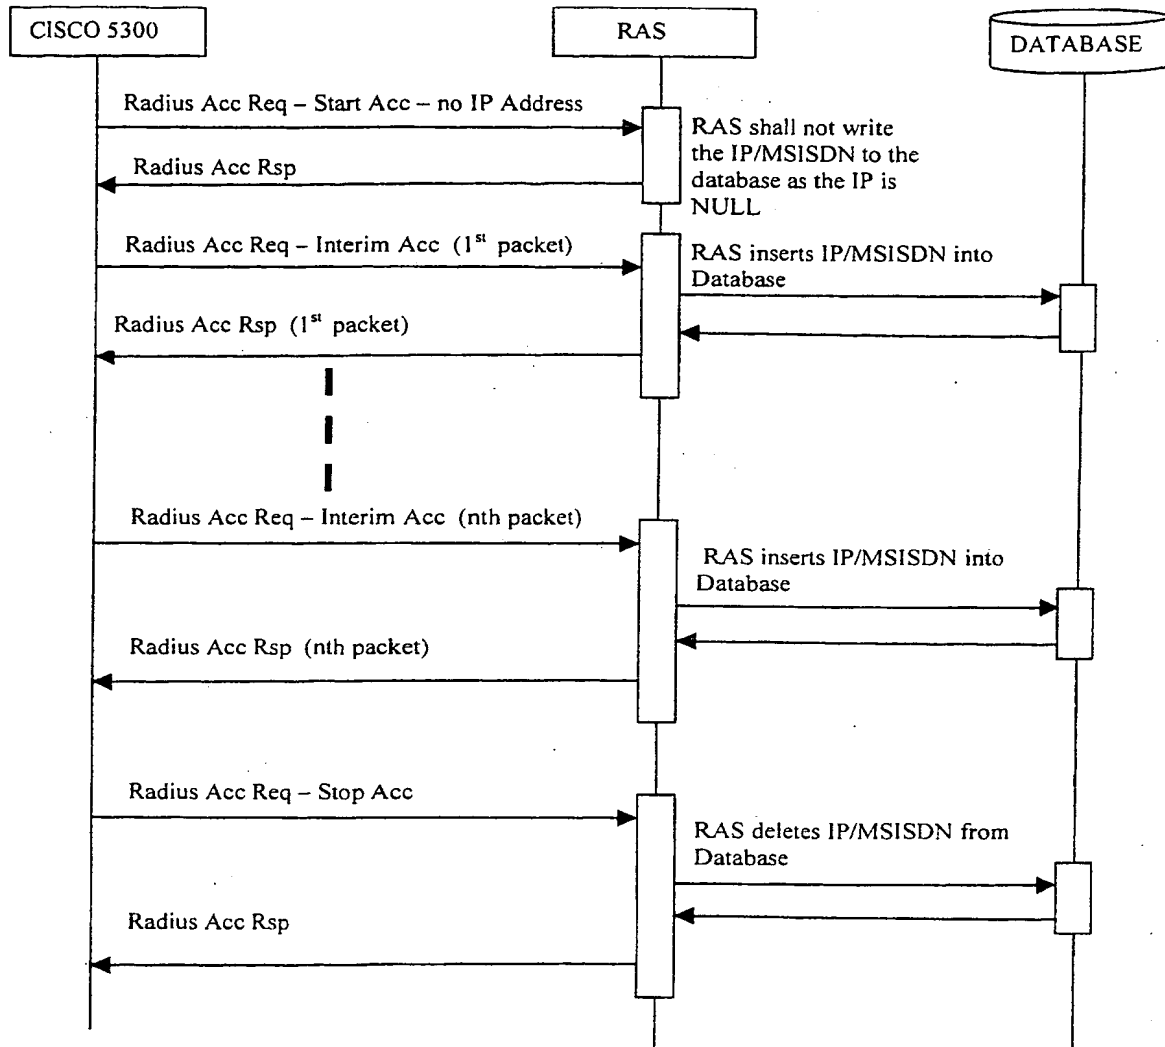 CISCO 5300
RAS
DATABASE
Radius Acc Req – Start Acc – no IP Address
RAS shall not write
the IP/MSISDN to the
database as the IP is
NULL
Radius Acc Rsp
Radius Acc Req – Interim Acc (1st packet)
RAS inserts IP/MSISDN into
Database
Radius Acc Rsp (1st packet)
Radius Acc Req – Interim Acc (nth packet)
RAS inserts IP/MSISDN into
Database
Radius Acc Rsp (nth packet)
Radius Acc Req – Stop Acc
RAS deletes IP/MSISDN from
Database
Radius Acc Rsp